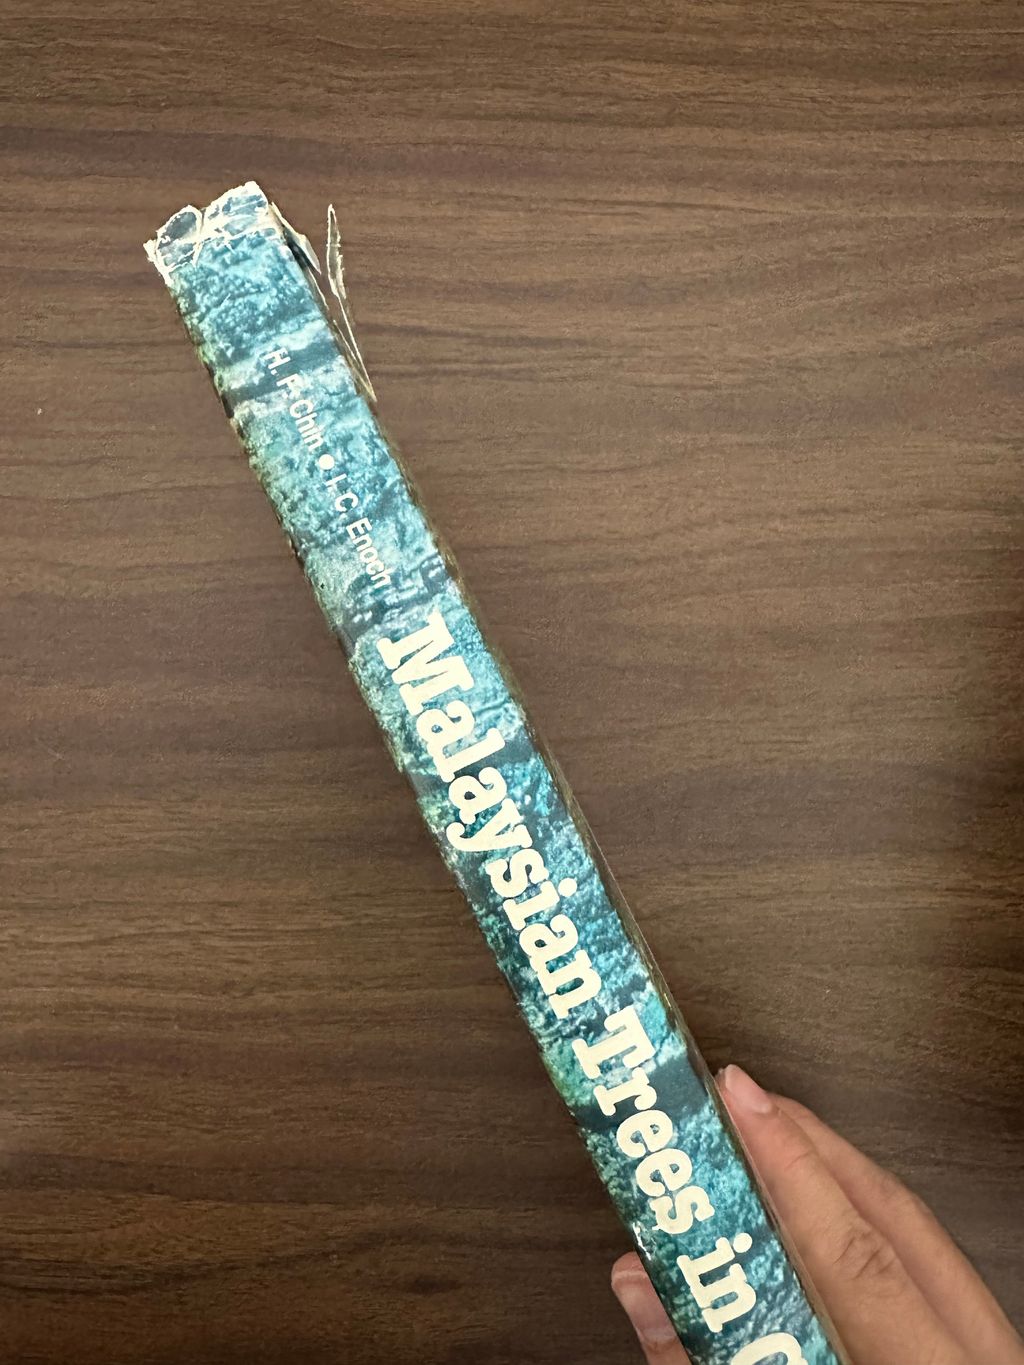 H. F. Chin • I. C. Enoch
Malaysian Trees in